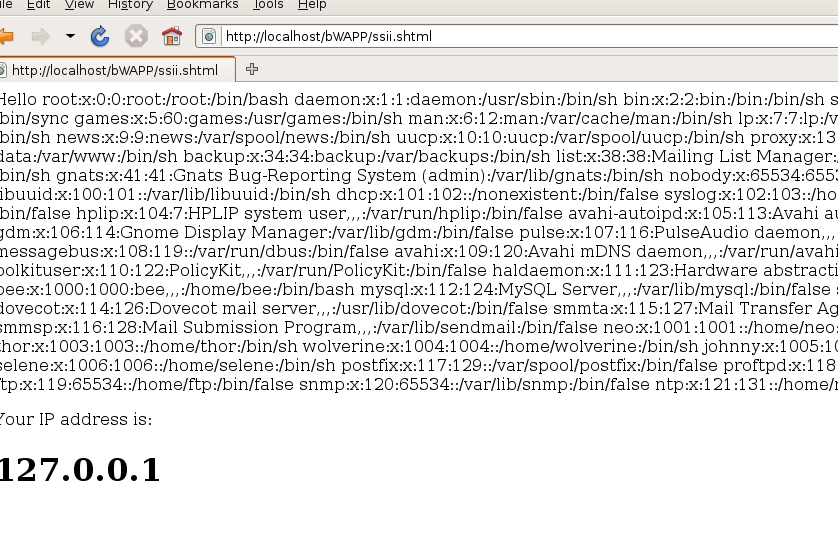 File Edit View History Bookmarks Tools Help
http://localhost/bWAPP/ssii.shtml
http://localhost/bWAPP/ssii.shtml
Hello root:x:0:0:root:/root:/bin/bash daemon:x:1:1:daemon:/usr/sbin:/bin/sh bin:x:2:2:bin:/bin:/bin/sh s
/bin/sync games:x:5:60:games:/usr/games:/bin/sh man:x:6:12:man:/var/cache/man:/bin/sh lp:x:7:7:lp:/v
/bin/sh news:x:9:9:news:/var/spool/news:/bin/sh uucp:x:10:10:uucp:/var/spool/uucp:/bin/sh proxy:x:13
data:/var/www:/bin/sh backup:x:34:34:backup:/var/backups:/bin/sh list:x:38:38:Mailing List Manager:/
/bin/sh gnats:x:41:41:Gnats Bug-Reporting System (admin):/var/lib/gnats:/bin/sh nobody:x:65534:6553
libuuid:x:100:101::/var/lib/libuuid:/bin/sh dhcp:x:101:102::/nonexistent:/bin/false syslog:x:102:103::/ho
/bin/false hplip:x:104:7:HPLIP system user,,,:/var/run/hplip:/bin/false avahi-autoipd:x:105:113:Avahi au
gdm:x:106:114:Gnome Display Manager:/var/lib/gdm:/bin/false pulse:x:107:116:PulseAudio daemon,,,:/
messagebus:x:108:119::/var/run/dbus:/bin/false avahi:x:109:120:Avahi mDNS daemon,,,:/var/run/avahi
polkituser:x:110:122:PolicyKit,,,:/var/run/PolicyKit:/bin/false haldaemon:x:111:123:Hardware abstracti
bee:x:1000:1000:bee,,,:/home/bee:/bin/bash mysql:x:112:124:MySQL Server,,,:/var/lib/mysql:/bin/false s
dovecot:x:114:126:Dovecot mail server,,,:/usr/lib/dovecot:/bin/false smmta:x:115:127:Mail Transfer Ag
smmsp:x:116:128:Mail Submission Program,,,:/var/lib/sendmail:/bin/false neo:x:1001:1001::/home/neo:
thor:x:1003:1003::/home/thor:/bin/sh wolverine:x:1004:1004::/home/wolverine:/bin/sh johnny:x:1005:10
selene:x:1006:1006::/home/selene:/bin/sh postfix:x:117:129::/var/spool/postfix:/bin/false proftpd:x:118
ftp:x:119:65534::/home/ftp:/bin/false snmp:x:120:65534::/var/lib/snmp:/bin/false ntp:x:121:131::/home/n
Your IP address is:
127.0.0.1